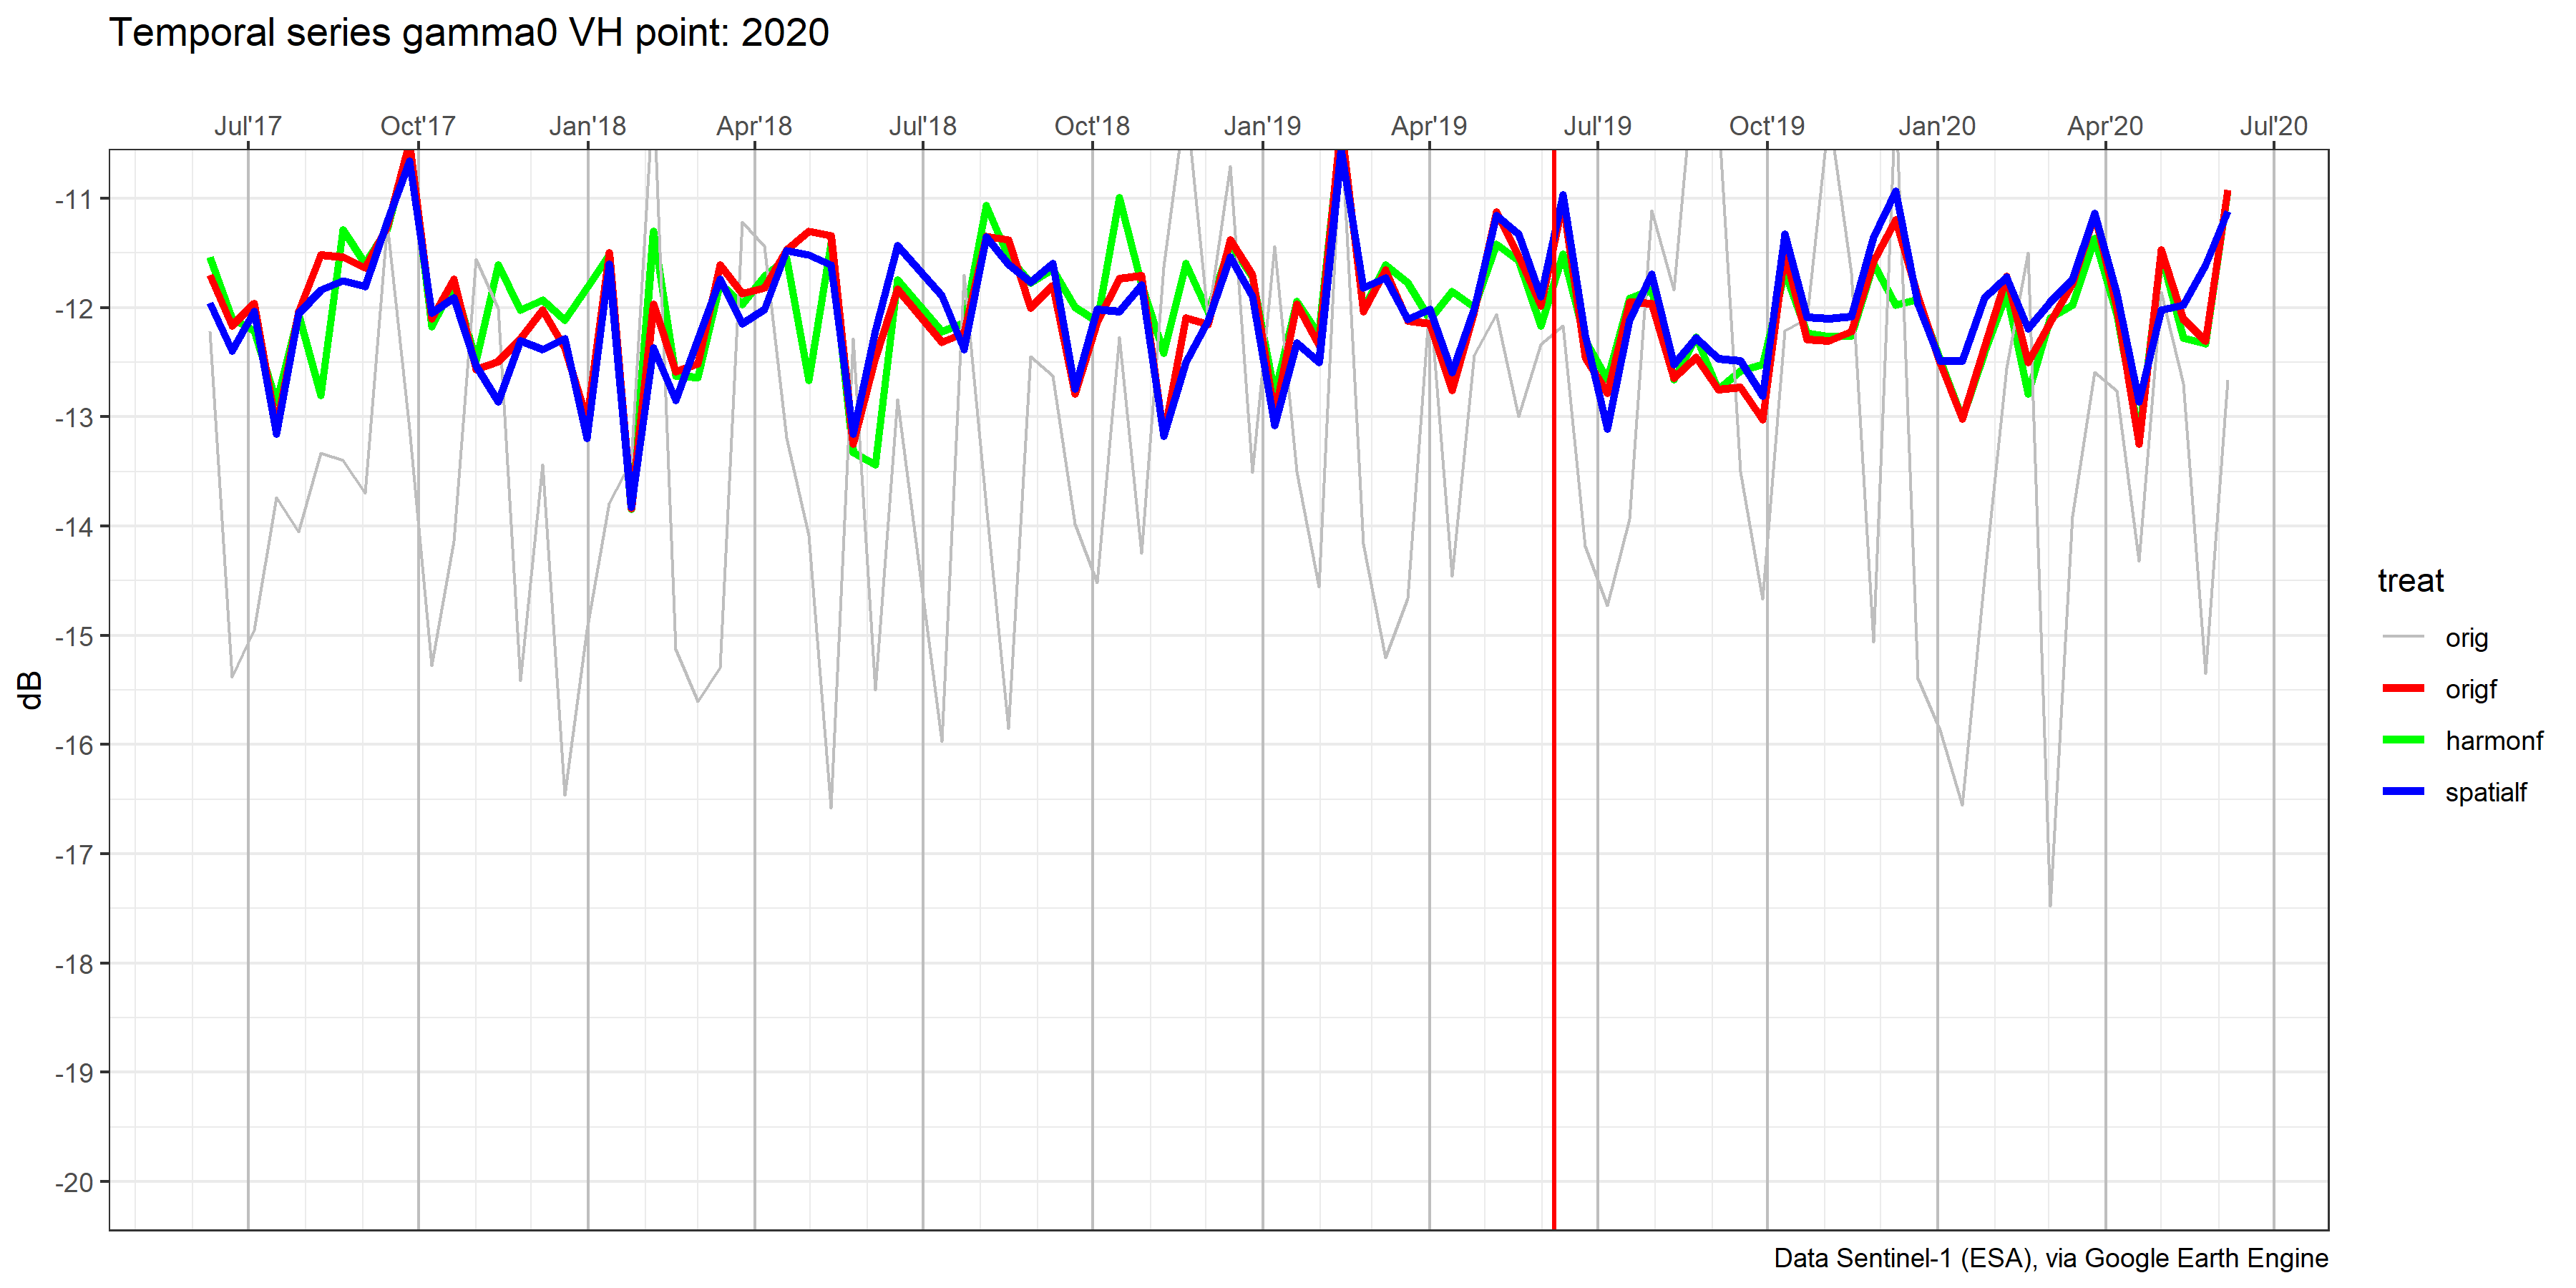 Temporal series gamma0 VH point: 2020
Jul'17 Oct'17 Jan'18 Apr'18 Jul'18 Oct'18 Jan'19 Apr'19 Jul'19 Oct'19 Jan'20 Apr'20 Jul'20
-11
-12
-13
-14
-15
-16
-17
-18
-19
-20
dB
treat
orig
origf
harmonf
spatialf
Data Sentinel-1 (ESA), via Google Earth Engine